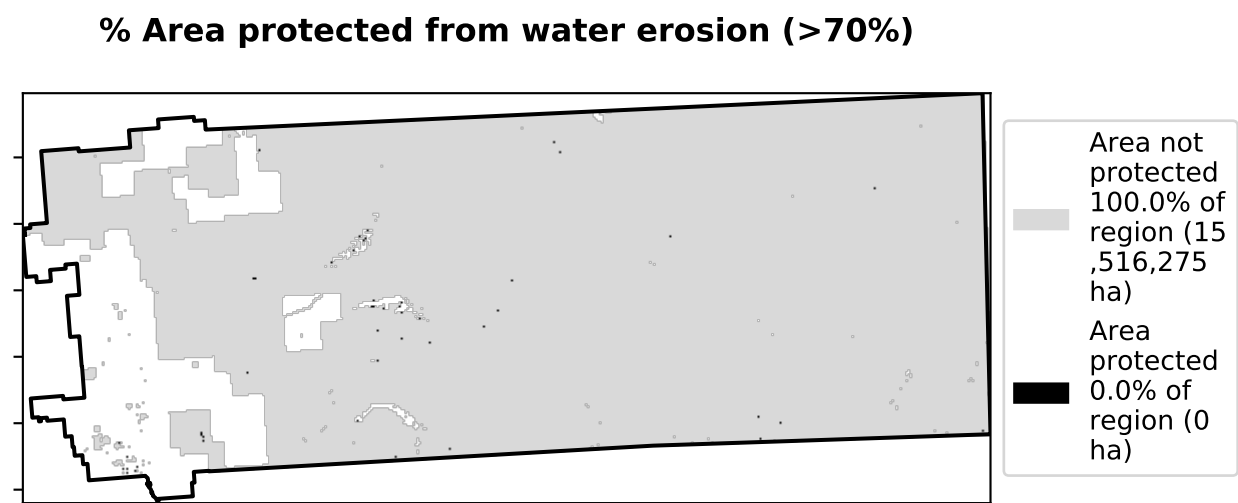 % Area protected from water erosion (>70%)
Area not
protected
100.0% of
region (15
,516,275
ha)
Area
protected
0.0% of
region (0
ha)